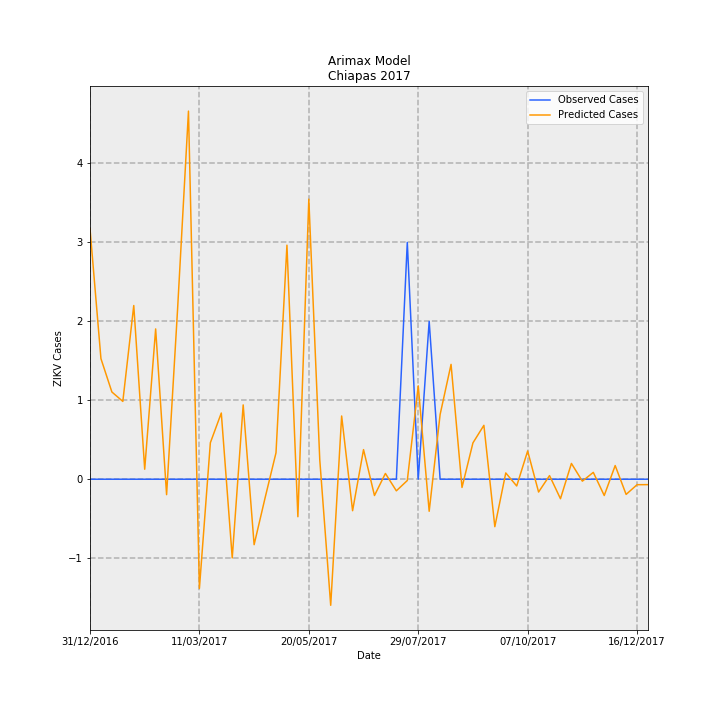 Arimax Model
Chiapas 2017
Observed Cases
Predicted Cases
ZIKV Cases
4
3
2
1
0
−1
31/12/2016
11/03/2017
20/05/2017
29/07/2017
07/10/2017
16/12/2017
Date